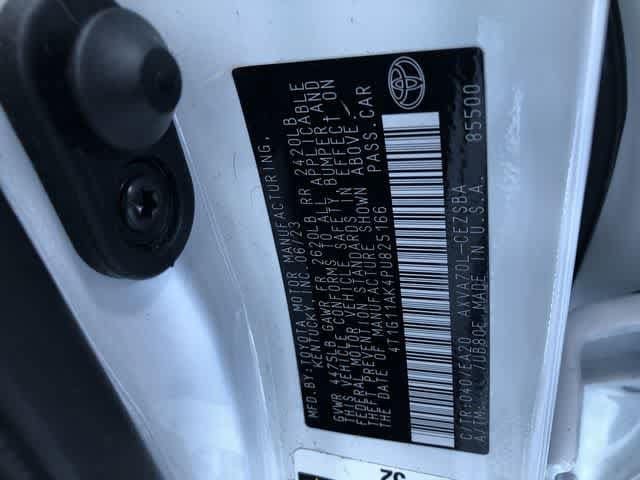 MFD. BY: TOYOTA MOTOR MANUFACTURING,
KENTUCKY, INC. 06/23
GVWR 4475LB GAWR FR 2620LB RR 2420LB
THIS VEHICLE CONFORMS TO ALL APPLICABLE
FEDERAL MOTOR VEHICLE SAFETY BUMPER, AND
THEFT PREVENTION STANDARDS IN EFFECT ON
THE DATE OF MANUFACTURE SHOWN ABOVE.
4T1G11AK4PU825166 PASS. CAR
C/TR:040/EA20 AXVA70L-CEZSBA
A/TM: /UB80E MADE IN U.S.A. 85500